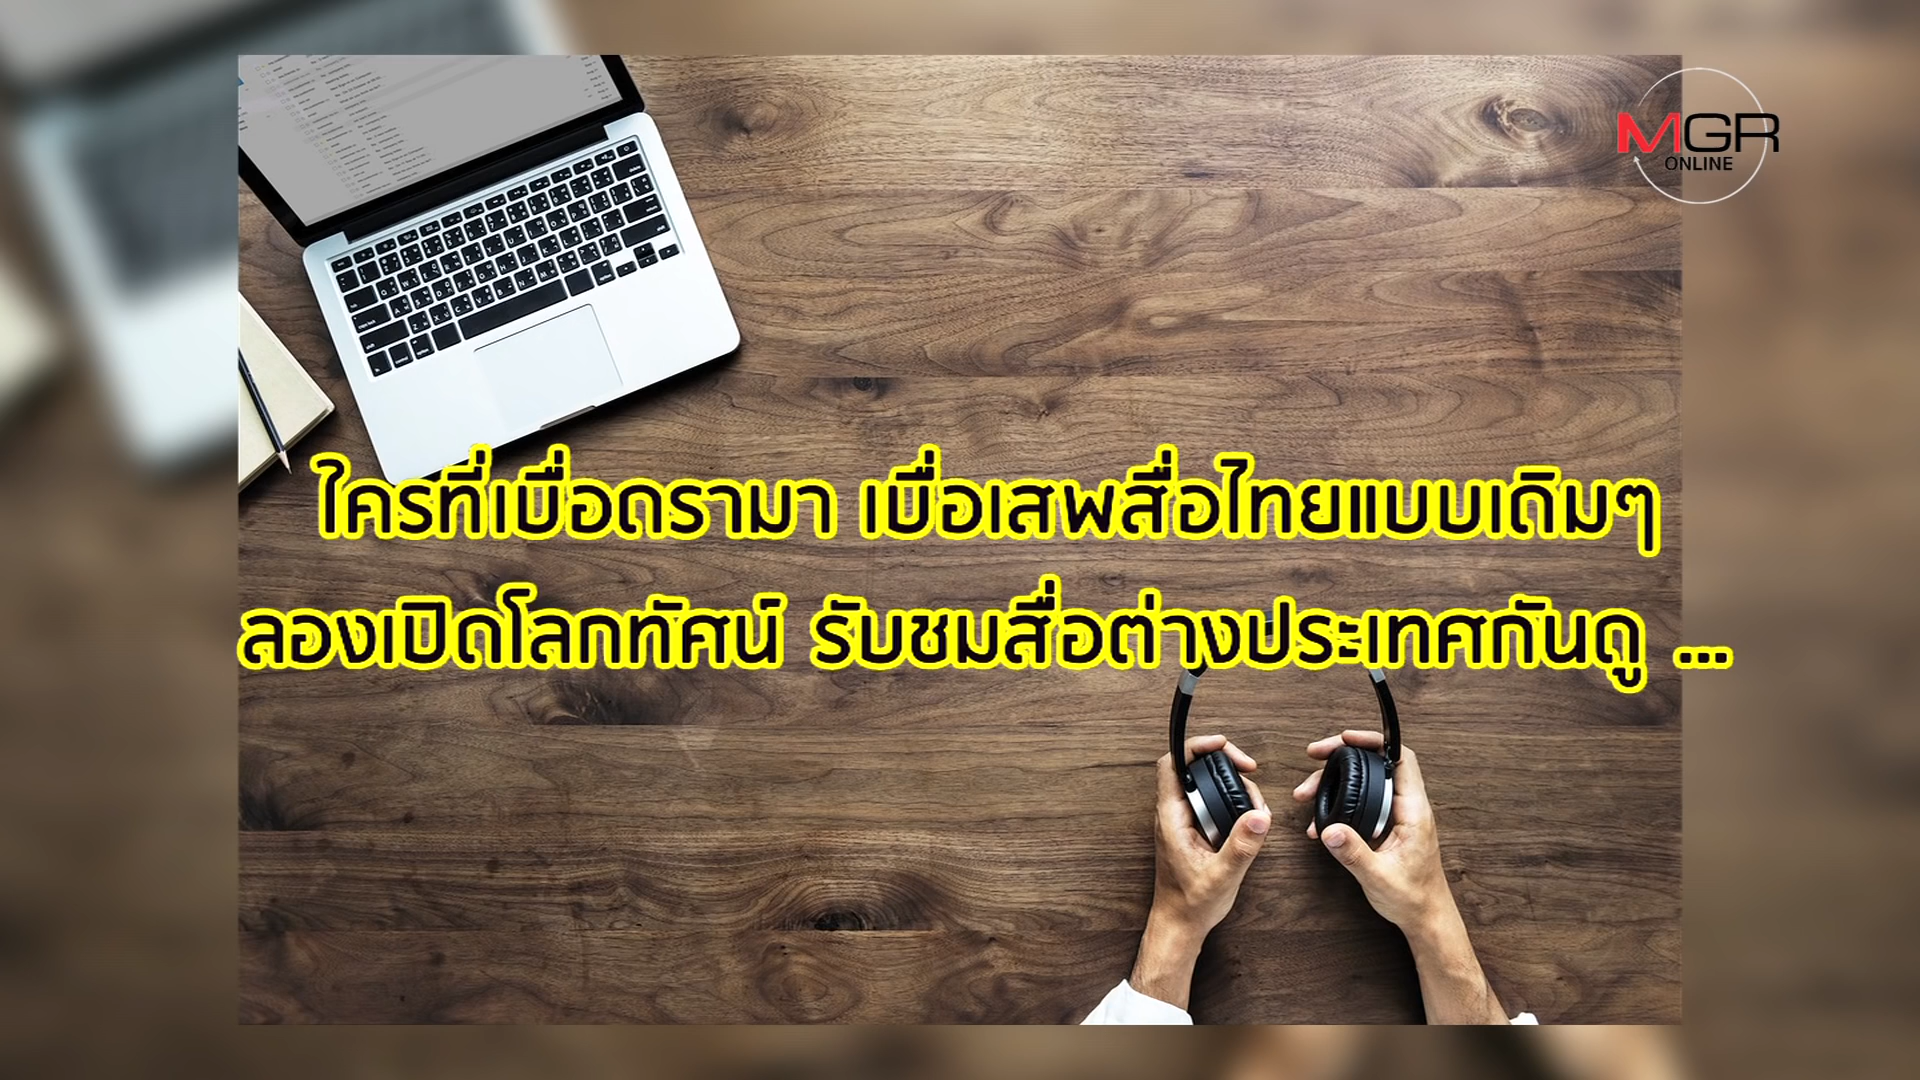 MGR
ONLINE
ใครที่เบื่อดรามา เบื่อเสพสื่อไทยแบบเดิมๆ
ลองเปิดโลกทัศน์ รับชมสื่อต่างประเทศกันดู ...